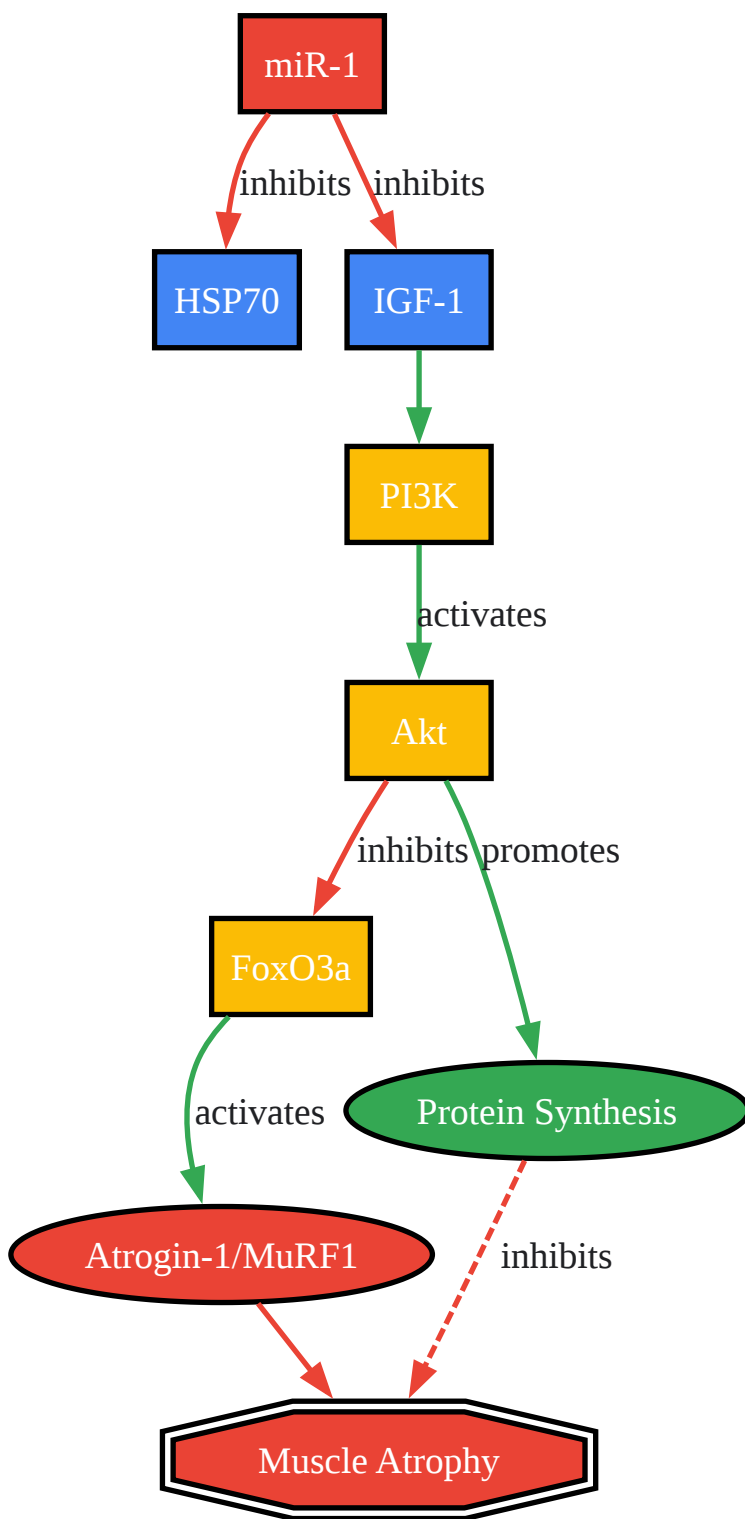 miR-1
inhibits inhibits
HSP70 IGF-1
PI3K
activates
Akt
inhibits promotes
FoxO3a
activates Protein Synthesis
Atrogin-1/MuRF1 inhibits
Muscle Atrophy